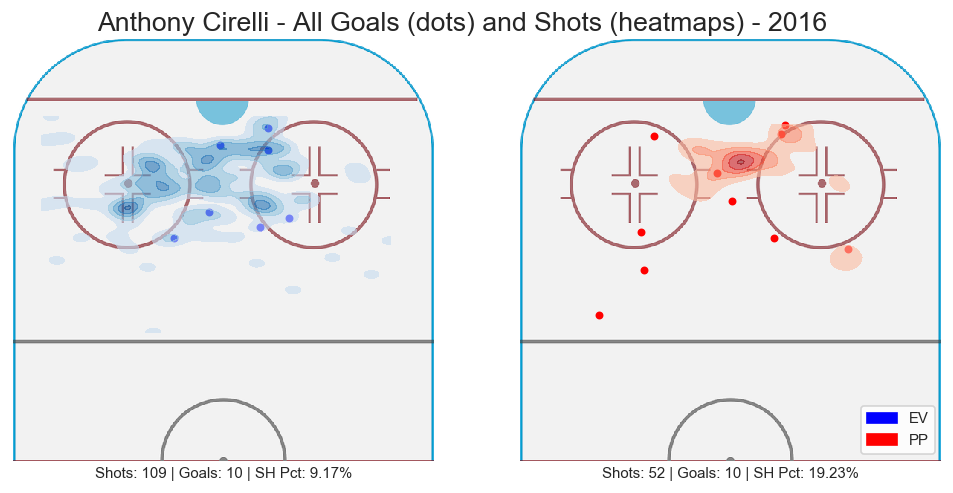 Anthony Cirelli - All Goals (dots) and Shots (heatmaps) - 2016
EV
PP
Shots: 109 | Goals: 10 | SH Pct: 9.17%
Shots: 52 | Goals: 10 | SH Pct: 19.23%